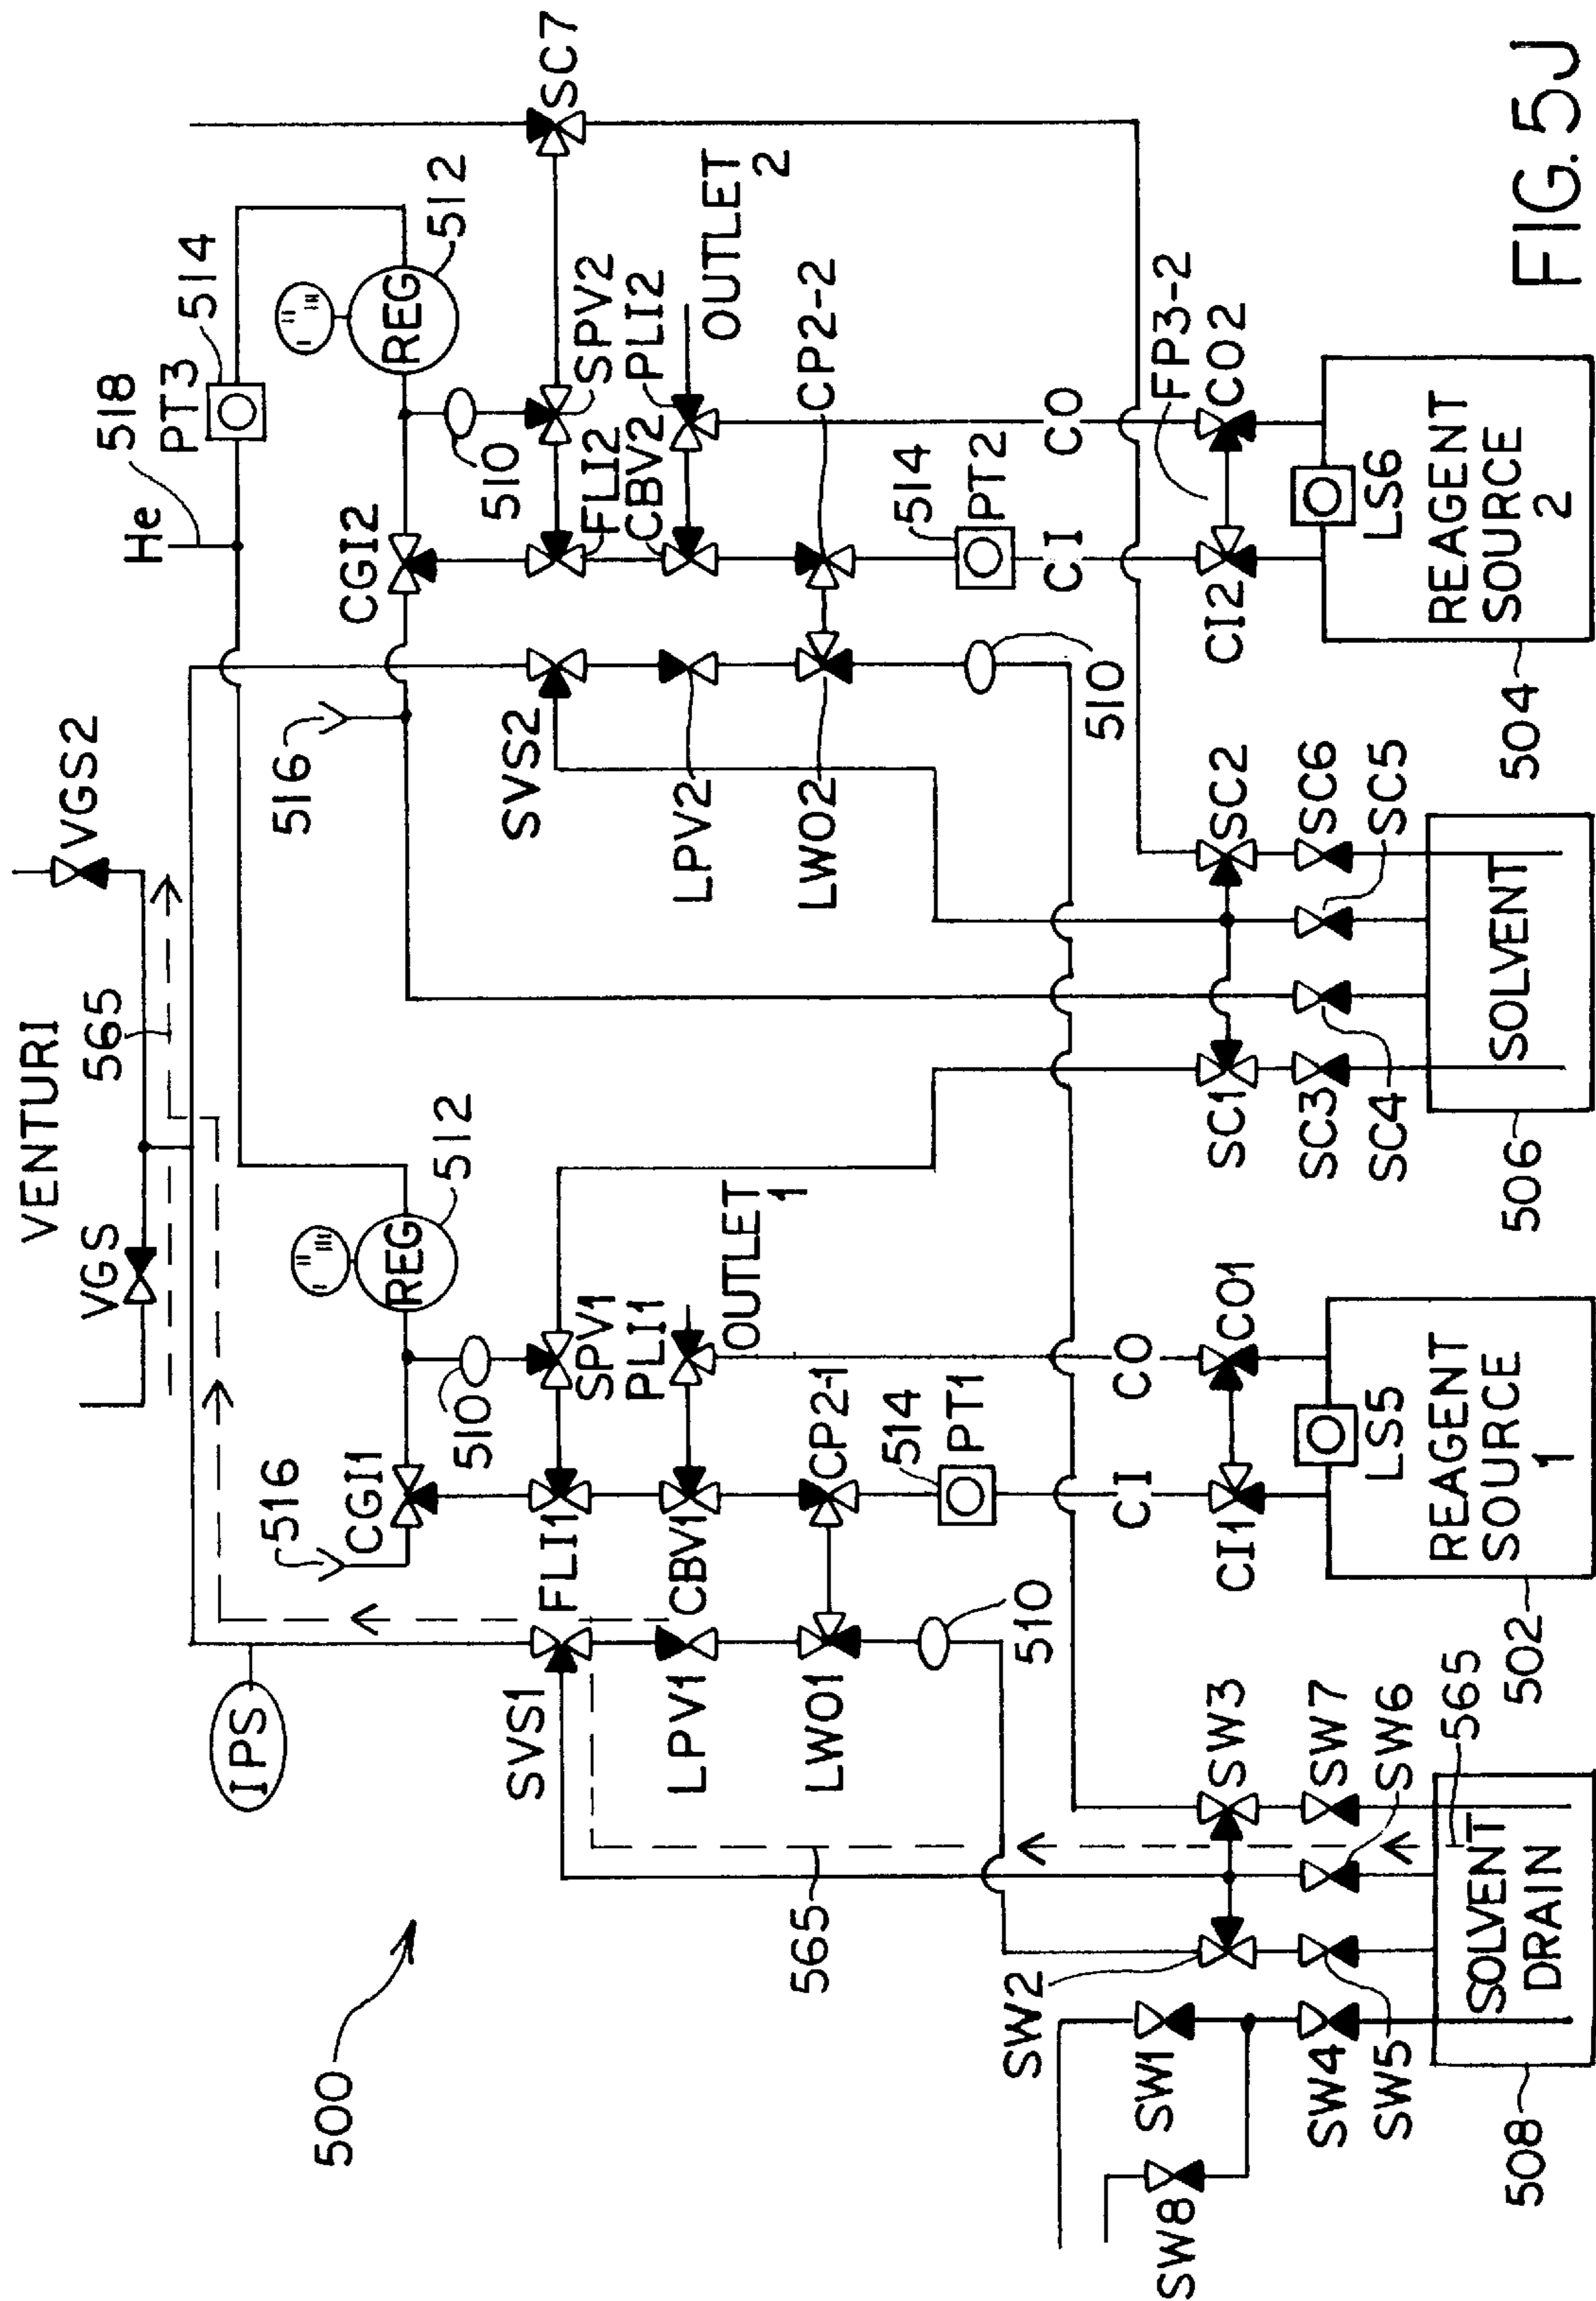 VENTURI
VGS
565
VGS2
He
518
PT3
514
IPS
516
CGI1
REG
512
516
CGI2
REG
512
510
510
SC7
SVS1
FLI1
SPV1
PLI1
OUTLET
1
SVS2
FLI2
CBV2
SPV2
PLI2
OUTLET
2
LPV1
CBV1
LPV2
LWO1
CP2-1
LWO2
CP2-2
500
565
510
514
PT1
510
514
PT2
CI
CO
CI
CO
FP3-2
SW2
SW3
CI1
CO1
SC1
SC2
CI2
CO2
SW8
SW1
SW4
SW5
SW7
SW6
565
LS5
SC3
SC4
SC6
SC5
LS6
SOLVENT
DRAIN
508
REAGENT
SOURCE
1
502
SOLVENT
506
REAGENT
SOURCE
2
504
FIG. 5J